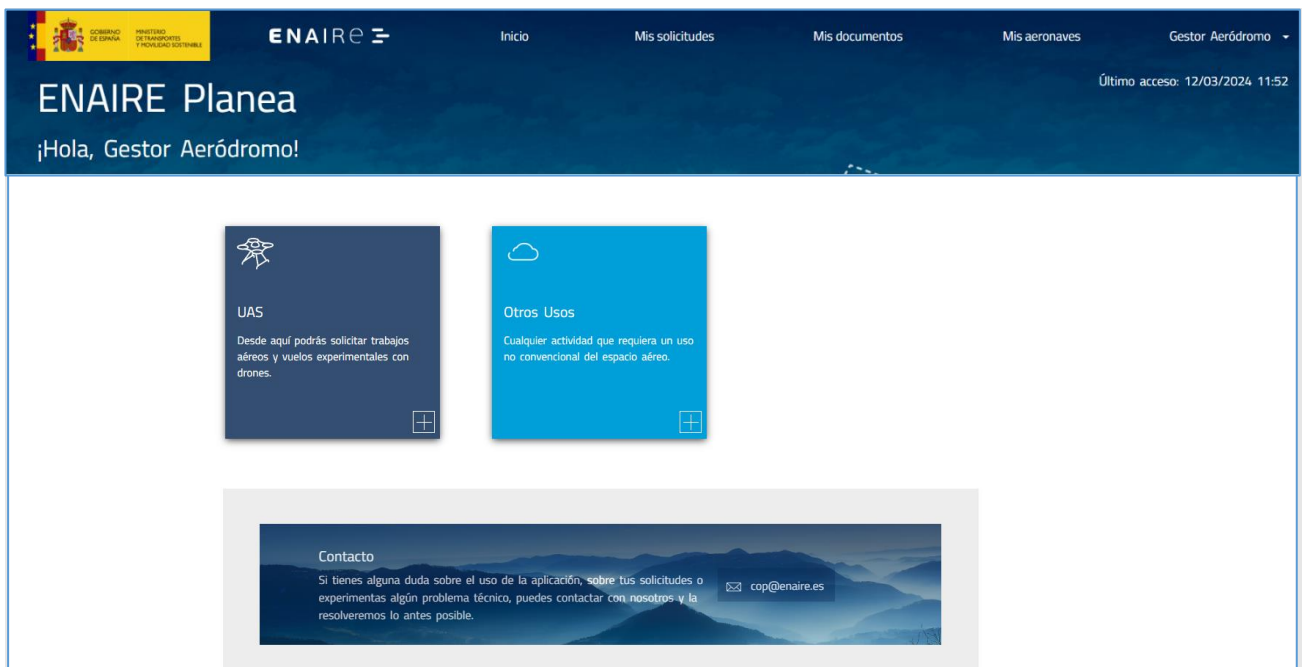 GOBIERNO
DE ESPAÑA
MINISTERIO
DE TRANSPORTES
Y MOVILIDAD SOSTENIBLE
ENAIRe
Inicio
Mis solicitudes
Mis documentos
Mis aeronaves
Gestor Aeródromo
Último acceso: 12/03/2024 11:52
ENAIRE Planea
¡Hola, Gestor Aeródromo!
UAS
Desde aquí podrás solicitar trabajos
aéreos y vuelos experimentales con
drones.
Otros Usos
Cualquier actividad que requiera un uso
no convencional del espacio aéreo.
Contacto
Si tienes alguna duda sobre el uso de la aplicación, sobre tus solicitudes o
experimentas algún problema técnico, puedes contactar con nosotros y la
resolveremos lo antes posible.
cop@enaire.es